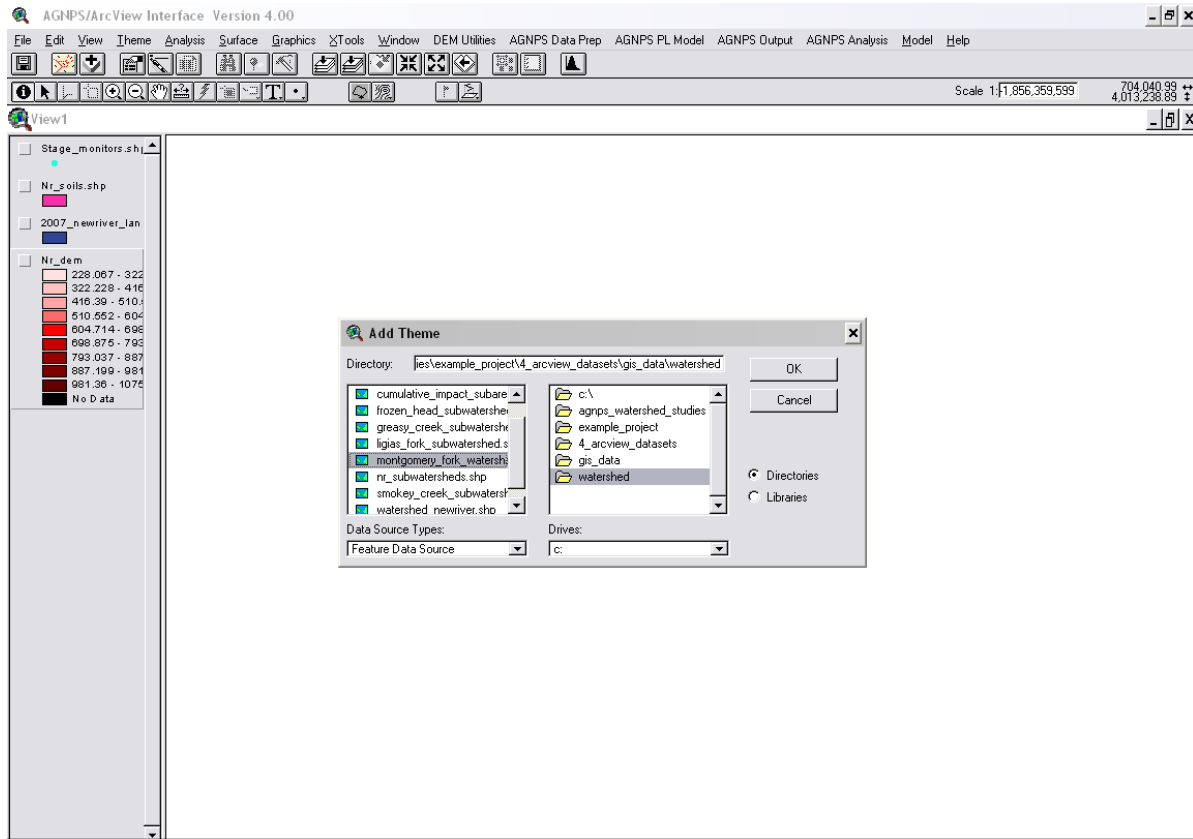 AGNPS/ArcView Interface Version 4.00
File Edit View Theme Analysis Surface Graphics XTools Window DEM Utilities AGNPS Data Prep AGNPS PL Model AGNPS Output AGNPS Analysis Model Help
Scale 1: -1,856,359,599
704,040.99
4,013,238.89
View1
Stage_monitors.sh
Nr_soils.shp
2007_newriver_lan
Nr_dem
228.067 - 322
322.228 - 416
416.39 - 510.
510.552 - 604
604.714 - 698
698.875 - 793
793.037 - 887
887.199 - 981
981.36 - 1075
No Data
Add Theme
Directory: ies\example_project\4_arcview_datasets\gis_data\watershed
OK
Cancel
cumulative_impact_subare
frozen_head_subwatershe
greasy_creek_subwatershe
ligias_fork_subwatershed.s
montgomery_fork_watersh
nr_subwatersheds.shp
smokey_creek_subwatersh
watershed_newriver.shp
c:\
agnps_watershed_studies
example_project
4_arcview_datasets
gis_data
watershed
Directories
Libraries
Data Source Types:
Feature Data Source
Drives:
c: